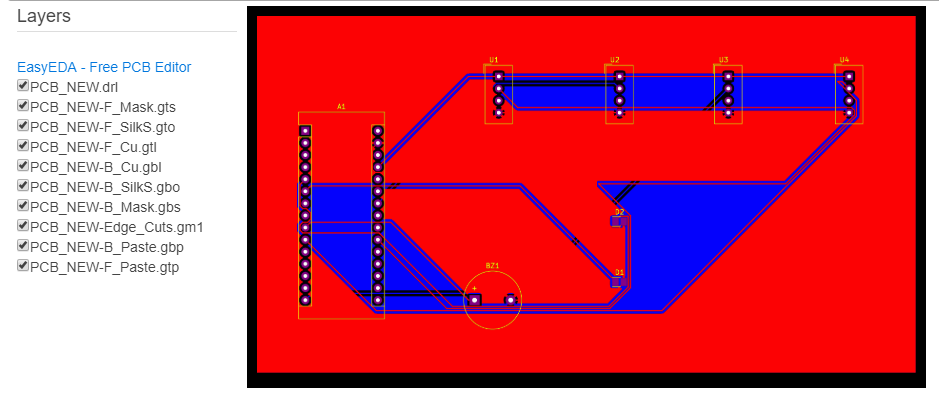 Layers
EasyEDA - Free PCB Editor
PCB_NEW.drl
PCB_NEW-F_Mask.gts
PCB_NEW-F_SilkS.gto
PCB_NEW-F_Cu.gtl
PCB_NEW-B_Cu.gbl
PCB_NEW-B_SilkS.gbo
PCB_NEW-B_Mask.gbs
PCB_NEW-Edge_Cuts.gm1
PCB_NEW-B_Paste.gbp
PCB_NEW-F_Paste.gtp
U1 U2 U3 U4
A1
D2
BZ1
D1
+